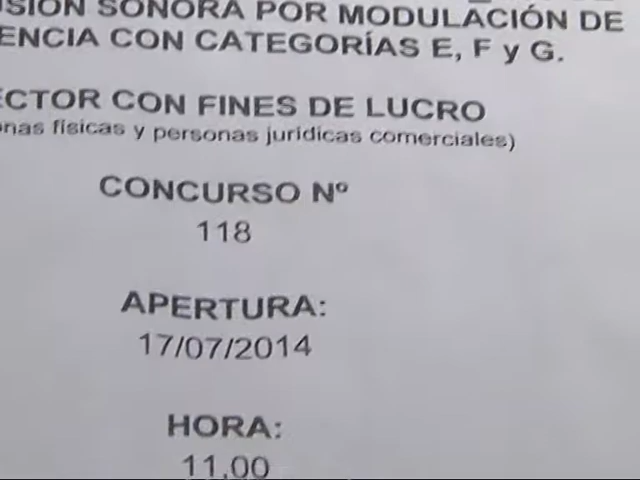 USIÓN SONORA POR MODULACIÓN DE
ENCIA CON CATEGORÍAS E, F y G.
ECTOR CON FINES DE LUCRO
onas físicas y personas jurídicas comerciales)
CONCURSO Nº
118
APERTURA:
17/07/2014
HORA:
11.00